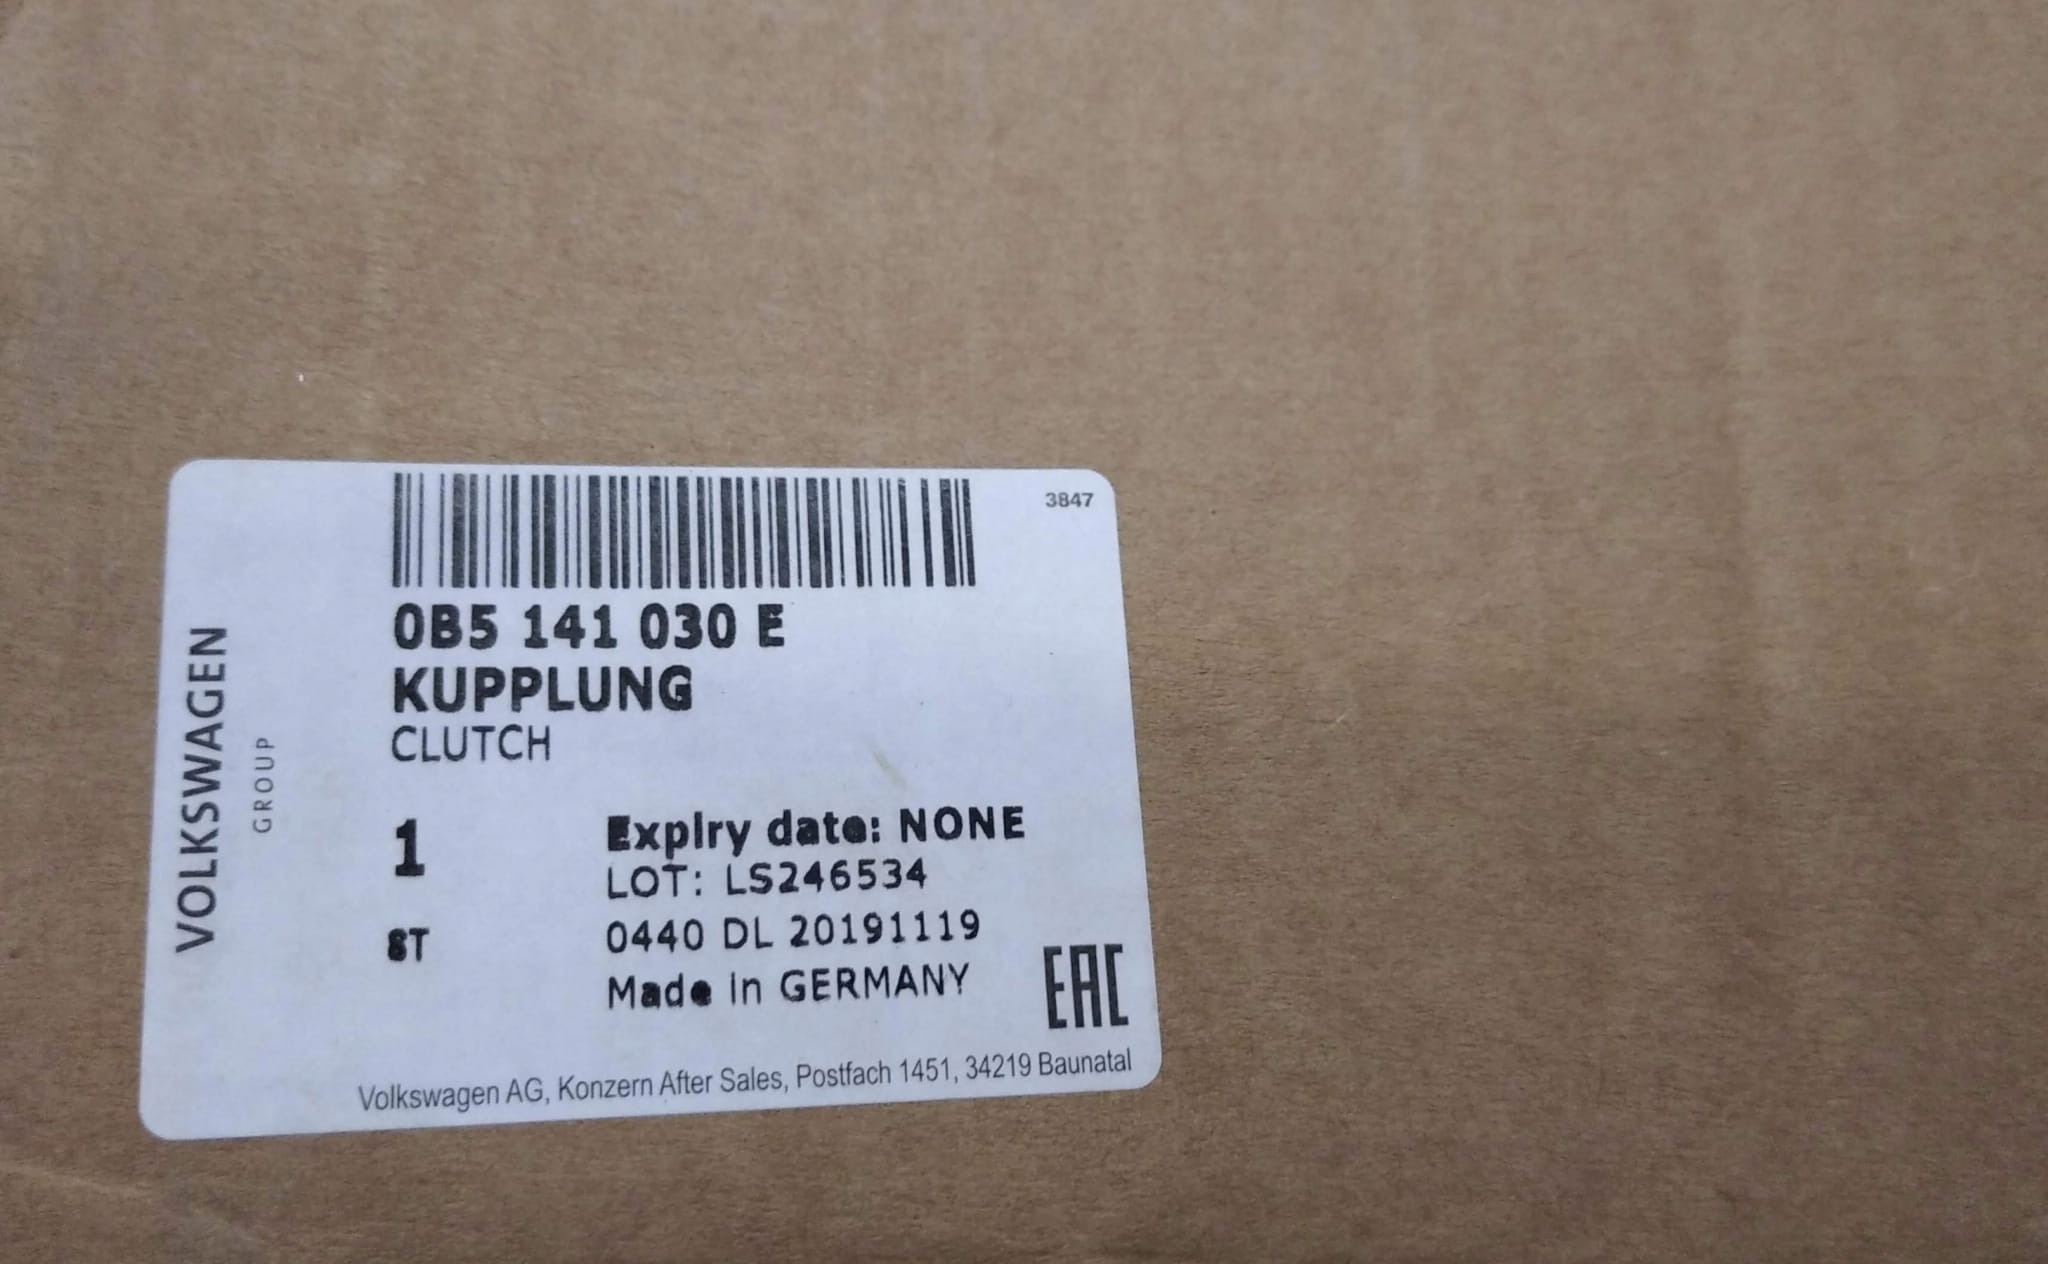 VOLKSWAGEN
GROUP
3847
0B5 141 030 E
KUPPLUNG
CLUTCH
1
ST
Expiry date: NONE
LOT: LS246534
0440 DL 20191119
Made in GERMANY
EAC
Volkswagen AG, Konzern After Sales, Postfach 1451, 34219 Baunatal